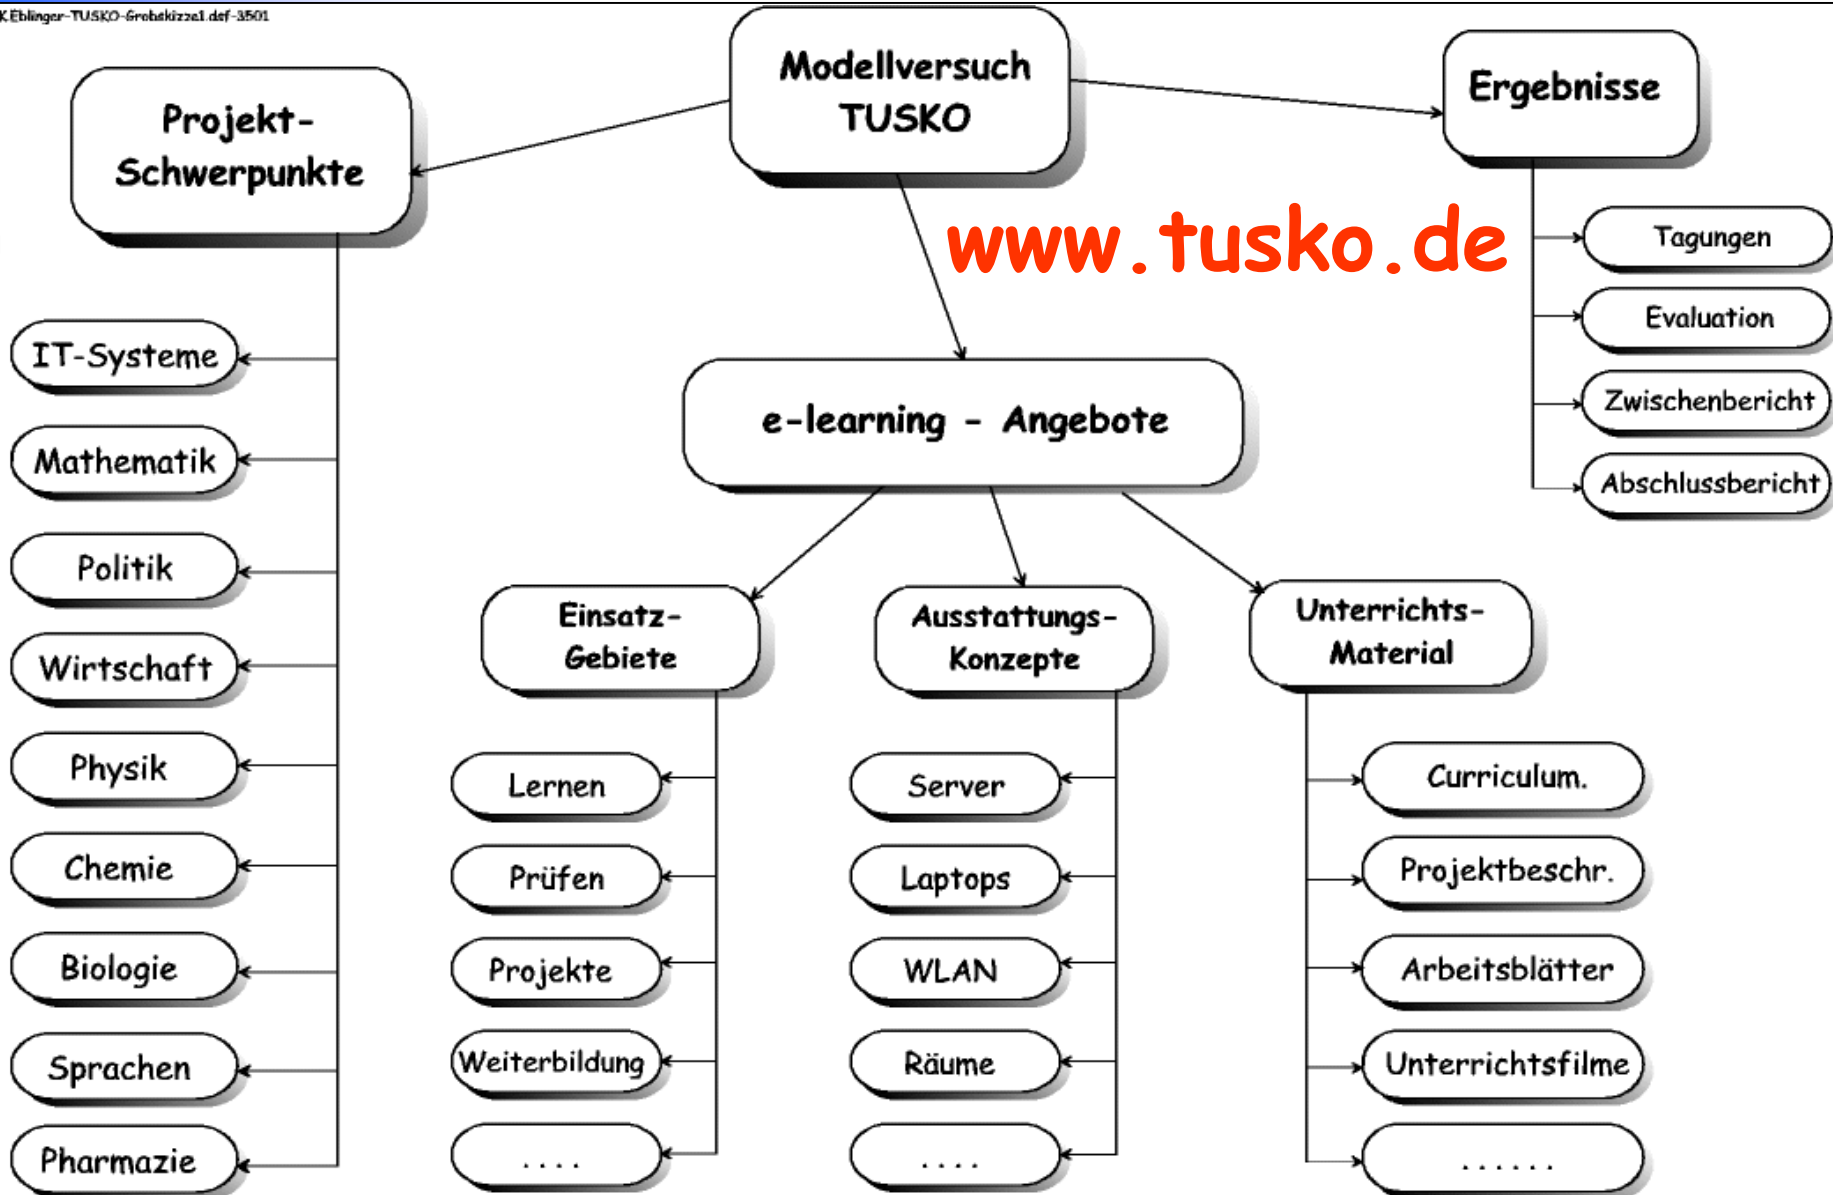 K.Eblinger-TUSKO-Grobskizze1.dsf-3501
Modellversuch
TUSKO
Projekt-
Schwerpunkte
Ergebnisse
www.tusko.de
Tagungen
Evaluation
Zwischenbericht
Abschlussbericht
IT-Systeme
Mathematik
Politik
Wirtschaft
Physik
Chemie
Biologie
Sprachen
Pharmazie
e-learning - Angebote
Einsatz-
Gebiete
Lernen
Prüfen
Projekte
Weiterbildung
. . . .
Ausstattungs-
Konzepte
Server
Laptops
WLAN
Räume
. . . .
Unterrichts-
Material
Curriculum.
Projektbeschr.
Arbeitsblätter
Unterrichtsfilme
. . . . . .